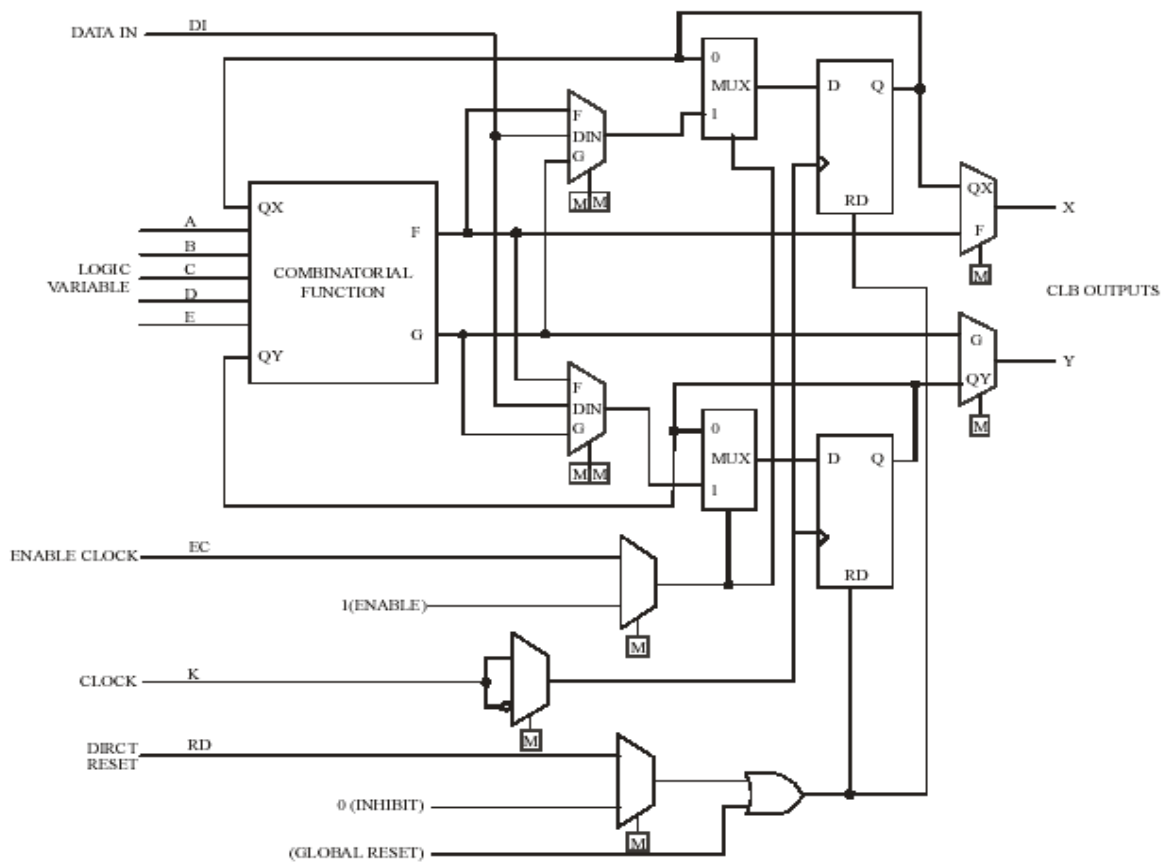 DATA IN
DI
0
MUX
1
D
Q
RD
F
DIN
G
M
M
QX
A
B
LOGIC
VARIABLE
C
D
E
COMBINATORIAL
FUNCTION
F
G
QY
QX
F
M
X
CLB OUTPUTS
G
QY
M
Y
F
DIN
G
M
M
0
MUX
1
D
Q
RD
ENABLE CLOCK
EC
1(ENABLE)
M
CLOCK
K
M
DIRCT
RESET
RD
0 (INHIBIT)
M
(GLOBAL RESET)